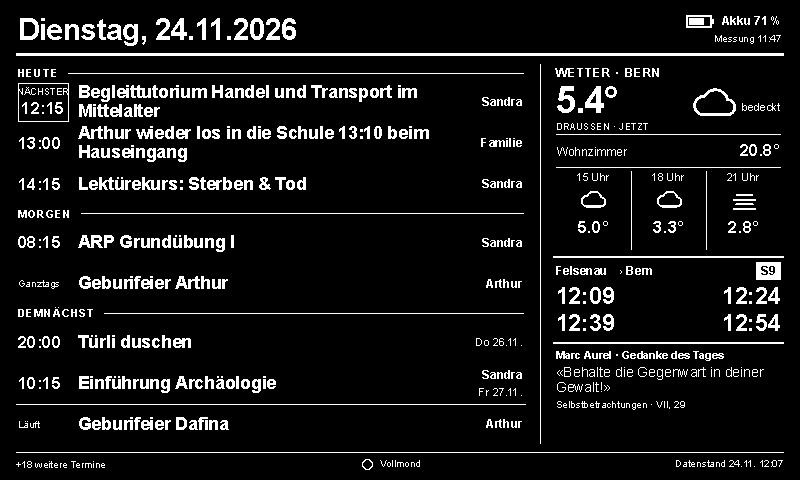 Dienstag, 24.11.2026
Akku 71 %
Messung 11:47
HEUTE
NÄCHSTER
12:15
Begleittutorium Handel und Transport im
Mittelalter
Sandra
13:00
Arthur wieder los in die Schule 13:10 beim
Hauseingang
Familie
14:15
Lektürekurs: Sterben & Tod
Sandra
MORGEN
08:15
ARP Grundübung I
Sandra
Ganztags
Geburifeier Arthur
Arthur
DEMNÄCHST
20:00
Türli duschen
Do 26.11.
10:15
Einführung Archäologie
Sandra
Fr 27.11.
Läuft
Geburifeier Dafina
Arthur
WETTER · BERN
5.4°
bedeckt
DRAUSSEN · JETZT
Wohnzimmer 20.8°
15 Uhr 18 Uhr 21 Uhr
5.0° 3.3° 2.8°
Felsenau › Bern S9
12:09 12:24
12:39 12:54
Marc Aurel · Gedanke des Tages
«Behalte die Gegenwart in deiner
Gewalt!»
Selbstbetrachtungen · VII, 29
+18 weitere Termine
Vollmond
Datenstand 24.11. 12:07